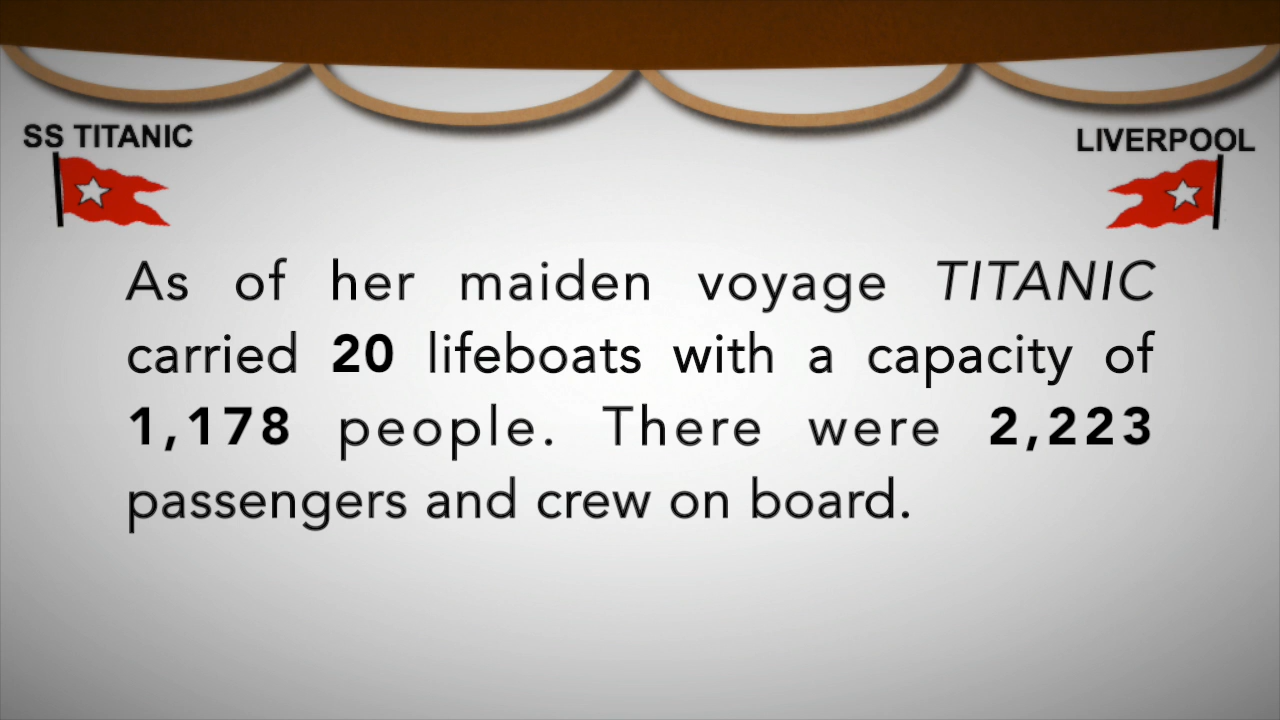 SS TITANIC
LIVERPOOL
As of her maiden voyage TITANIC
carried 20 lifeboats with a capacity of
1,178 people. There were 2,223
passengers and crew on board.